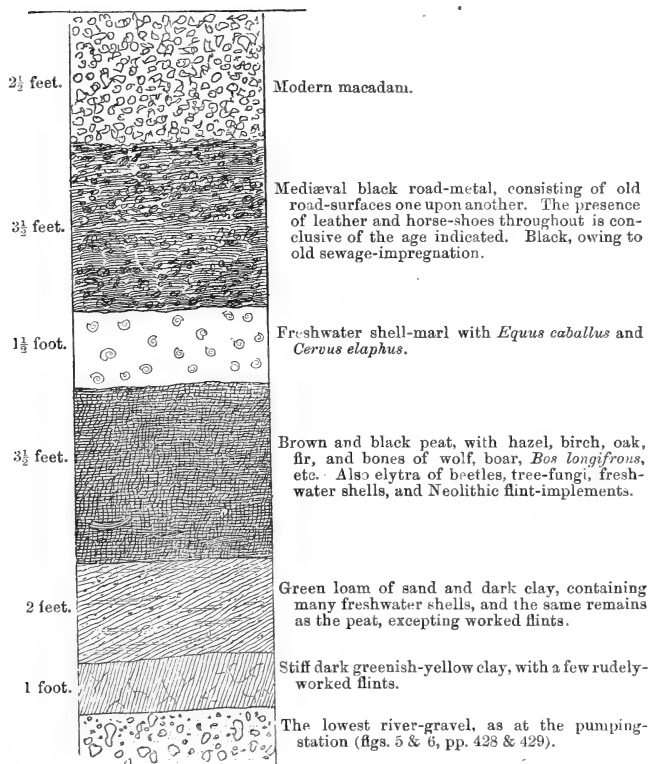 2½ feet.
Modern macadam.
3½ feet.
Mediæval black road-metal, consisting of old
road-surfaces one upon another. The presence
of leather and horse-shoes throughout is con-
clusive of the age indicated. Black, owing to
old sewage-impregnation.
1½ foot.
Freshwater shell-marl with Equus caballus and
Cervus elaphus.
3½ feet.
Brown and black peat, with hazel, birch, oak,
fir, and bones of wolf, boar, Bos longifrons,
etc. Also elytra of beetles, tree-fungi, fresh-
water shells, and Neolithic flint-implements.
2 feet.
Green loam of sand and dark clay, containing
many freshwater shells, and the same remains
as the peat, excepting worked flints.
1 foot.
Stiff dark greenish-yellow clay, with a few rudely-
worked flints.
The lowest river-gravel, as at the pumping-
station (figs. 5 & 6, pp. 428 & 429).